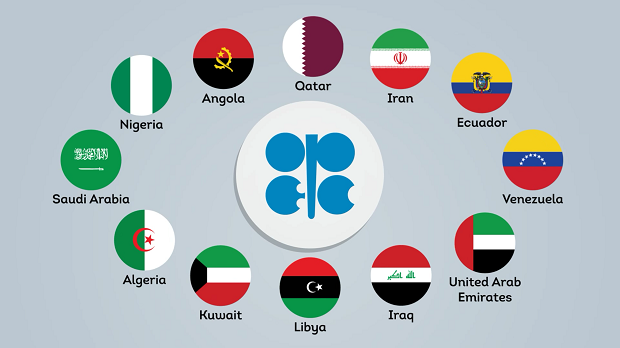 Qatar
Angola
Iran
Nigeria
Ecuador
Saudi Arabia
Venezuela
Algeria
United Arab
Emirates
Kuwait
Iraq
Libya